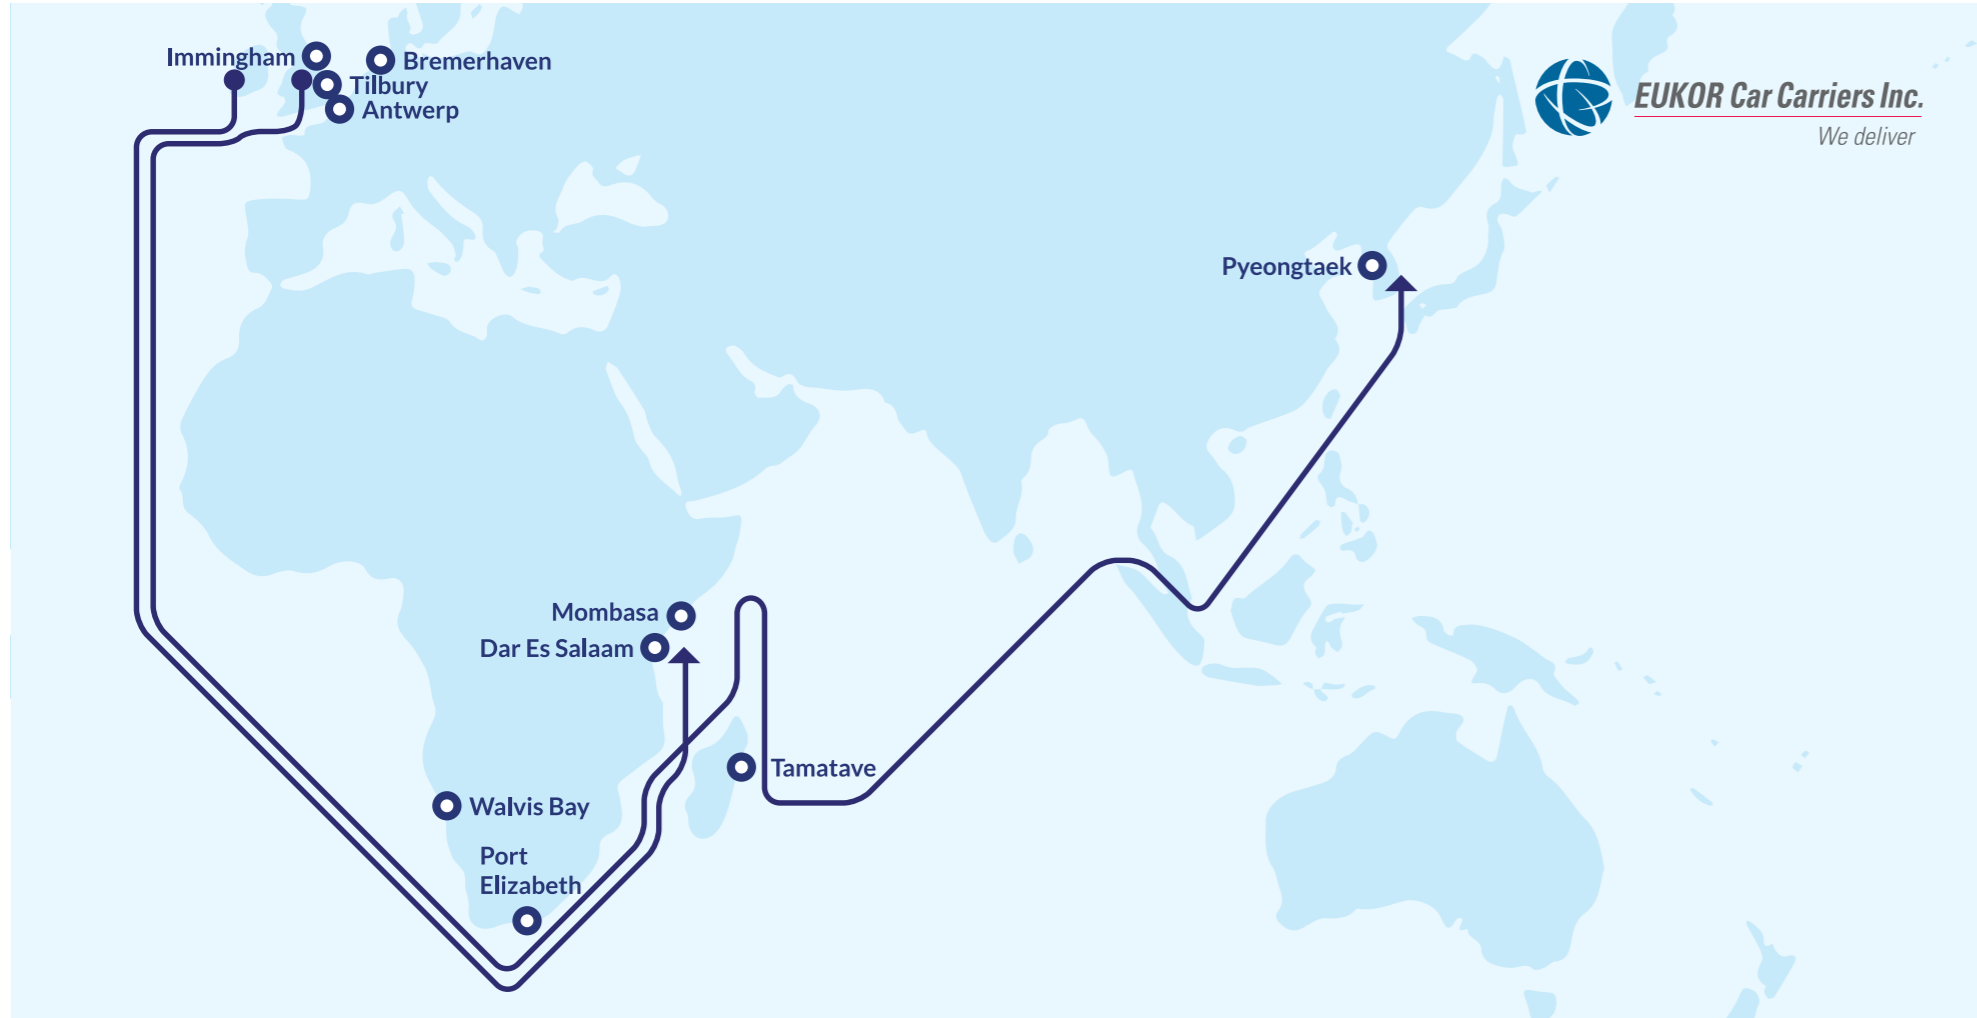 Immingham
Bremerhaven
Tilbury
Antwerp
EUKOR Car Carriers Inc.
We deliver
Pyeongtaek
Mombasa
Dar Es Salaam
Tamatave
Walvis Bay
Port
Elizabeth